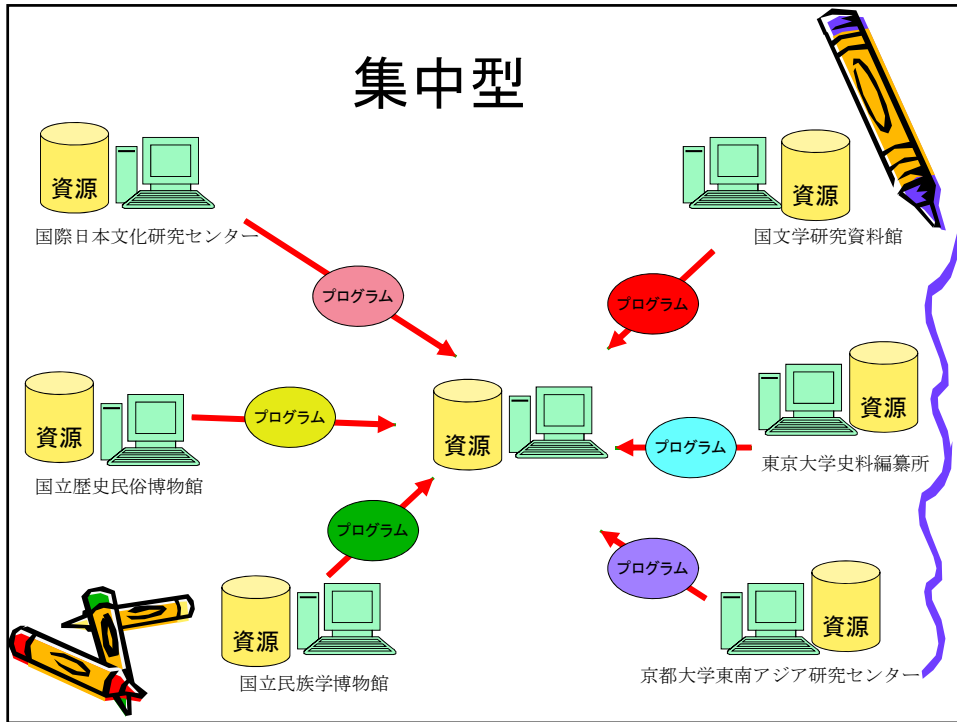 集中型
資源
国際日本文化研究センター
資源
国文学研究資料館
プログラム
プログラム
資源
国立歴史民俗博物館
プログラム
資源
プログラム
資源
東京大学史料編纂所
プログラム
資源
国立民族学博物館
プログラム
資源
京都大学東南アジア研究センター